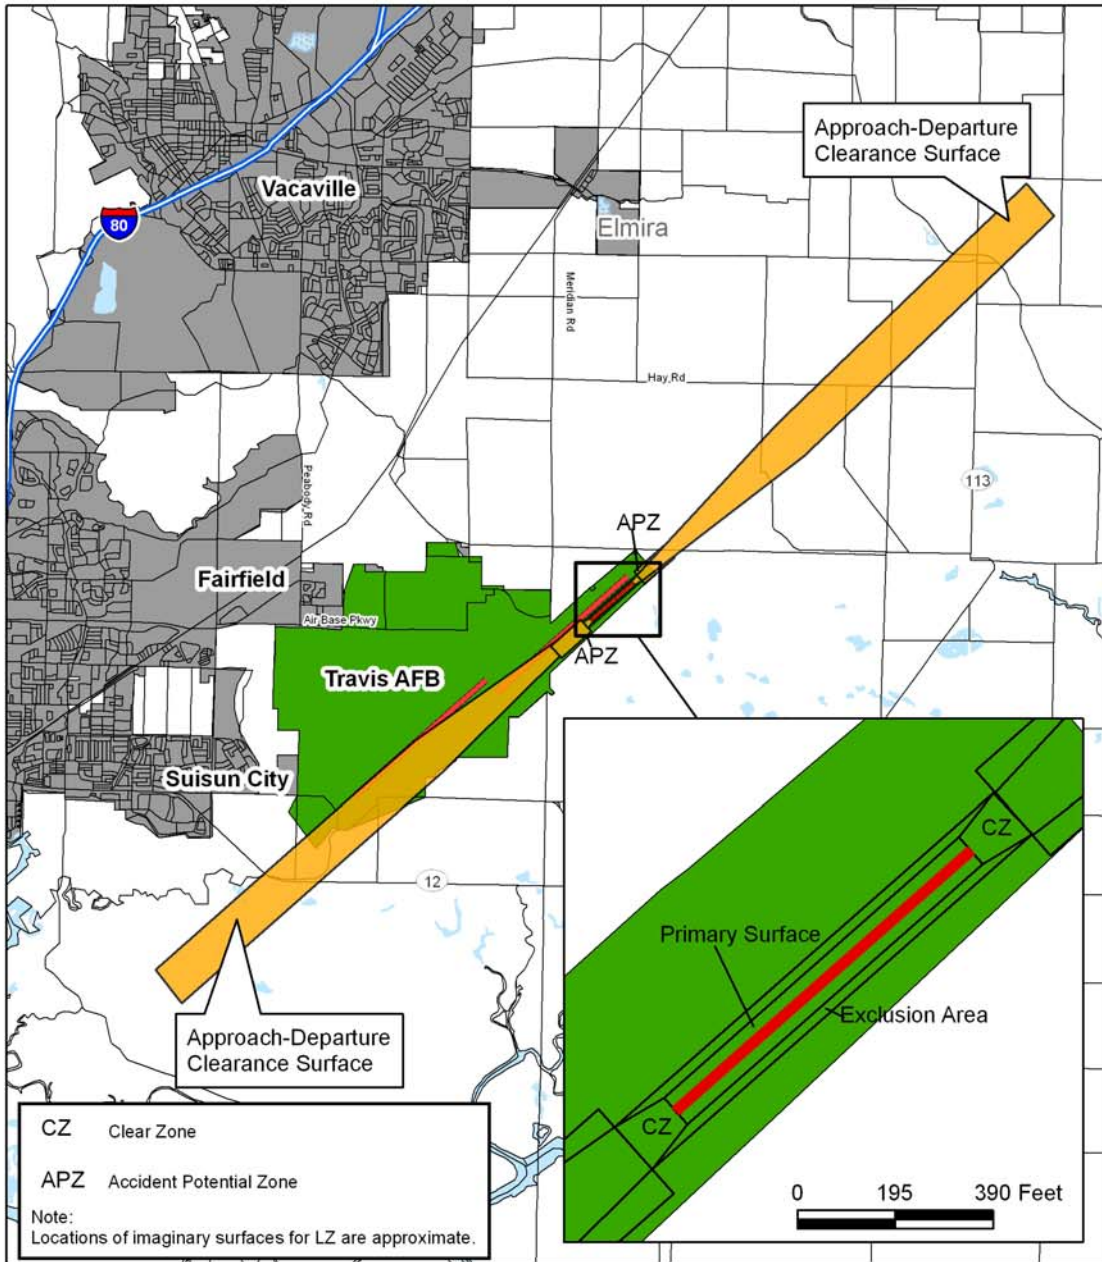 Approach-Departure
Clearance Surface
Vacaville
80
Elmira
Meridian Rd
Hay Rd
113
Peabody Rd
APZ
Fairfield
Air Base Pkwy
APZ
Travis AFB
Suisun City
12
CZ
Primary Surface
Exclusion Area
CZ
Approach-Departure
Clearance Surface
0 195 390 Feet
CZ Clear Zone
APZ Accident Potential Zone
Note:
Locations of imaginary surfaces for LZ are approximate.